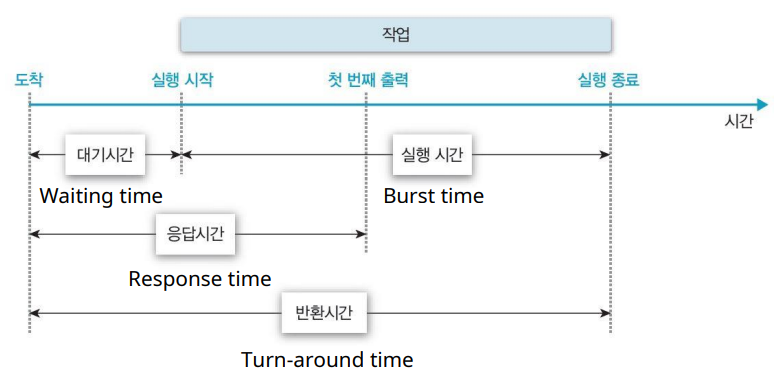 작업
도착 실행 시작 첫 번째 출력 실행 종료
시간
대기시간 실행 시간
Waiting time Burst time
응답시간
Response time
반환시간
Turn-around time